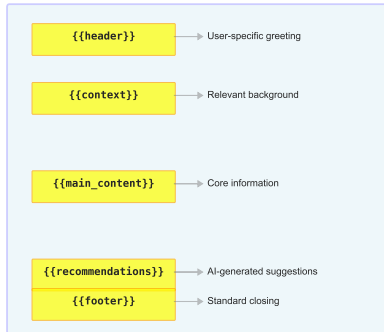 {{header}} User-specific greeting
{{context}} Relevant background
{{main_content}} Core information
{{recommendations}} AI-generated suggestions
{{footer}} Standard closing